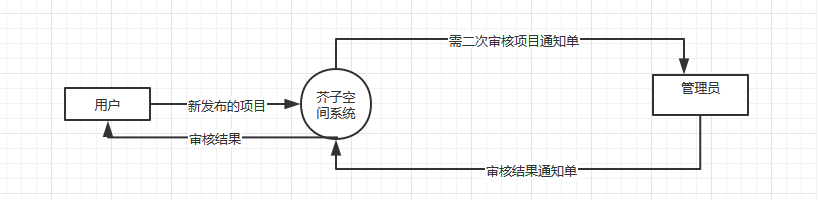 需二次审核项目通知单
用户
新发布的项目
芥子空
间系统
管理员
审核结果
审核结果通知单